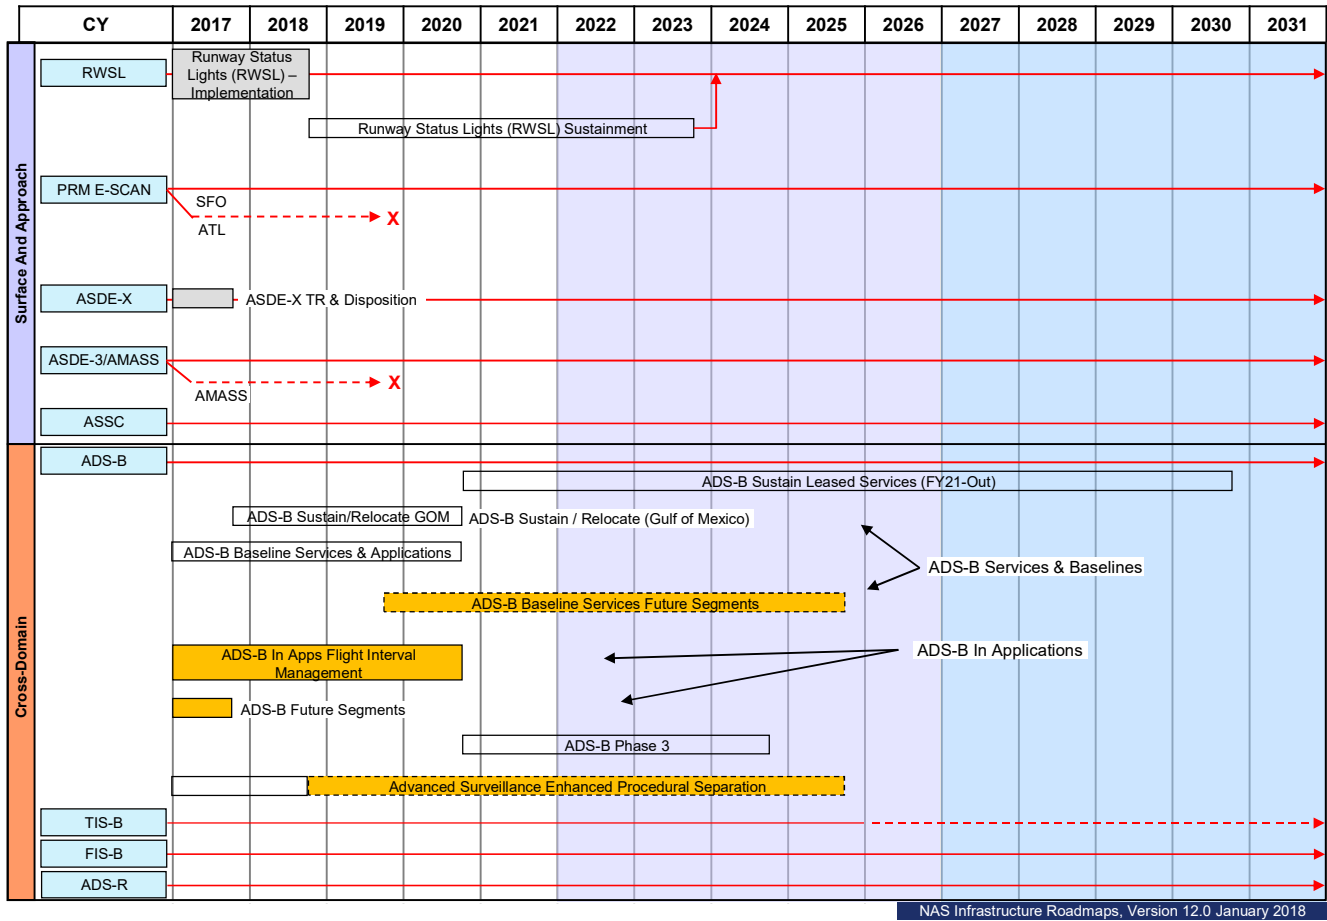 CY 2017 2018 2019 2020 2021 2022 2023 2024 2025 2026 2027 2028 2029 2030 2031
Surface And Approach
RWSL
Runway Status
Lights (RWSL) –
Implementation
Runway Status Lights (RWSL) Sustainment
PRM E-SCAN
SFO
X
ATL
ASDE-X
ASDE-X TR & Disposition
ASDE-3/AMASS
X
AMASS
ASSC
Cross-Domain
ADS-B
ADS-B Sustain Leased Services (FY21-Out)
ADS-B Sustain/Relocate GOM
ADS-B Sustain / Relocate (Gulf of Mexico)
ADS-B Baseline Services & Applications
ADS-B Services & Baselines
ADS-B Baseline Services Future Segments
ADS-B In Apps Flight Interval
Management
ADS-B In Applications
ADS-B Future Segments
ADS-B Phase 3
Advanced Surveillance Enhanced Procedural Separation
TIS-B
FIS-B
ADS-R
NAS Infrastructure Roadmaps, Version 12.0 January 2018